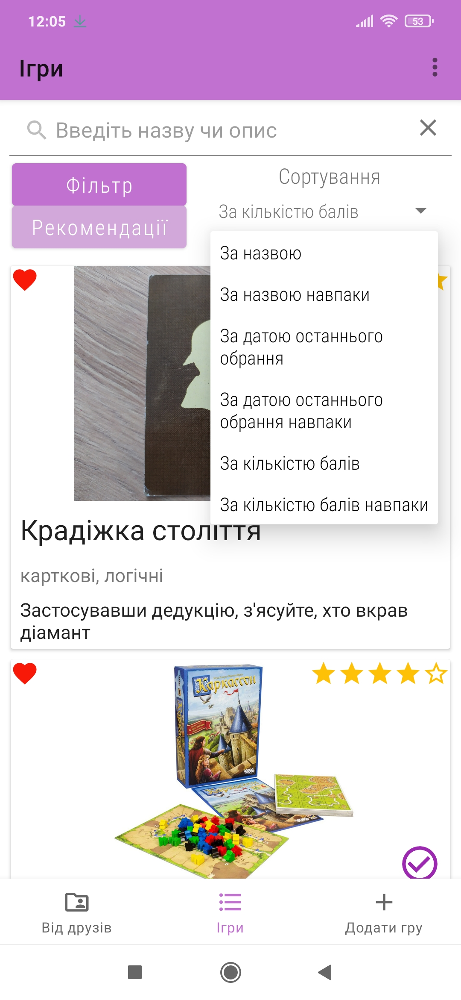 12:05
53
Ігри
Введіть назву чи опис
Фільтр
Сортування
За кількістю балів
Рекомендації
За назвою
За назвою навпаки
За датою останнього
обрання
За датою останнього
обрання навпаки
За кількістю балів
За кількістю балів навпаки
Крадіжка століття
карткові, логічні
Застосувавши дедукцію, з'ясуйте, хто вкрав
діамант
Каркассон
Каркассон
Каркассон
Від друзів
Ігри
Додати гру